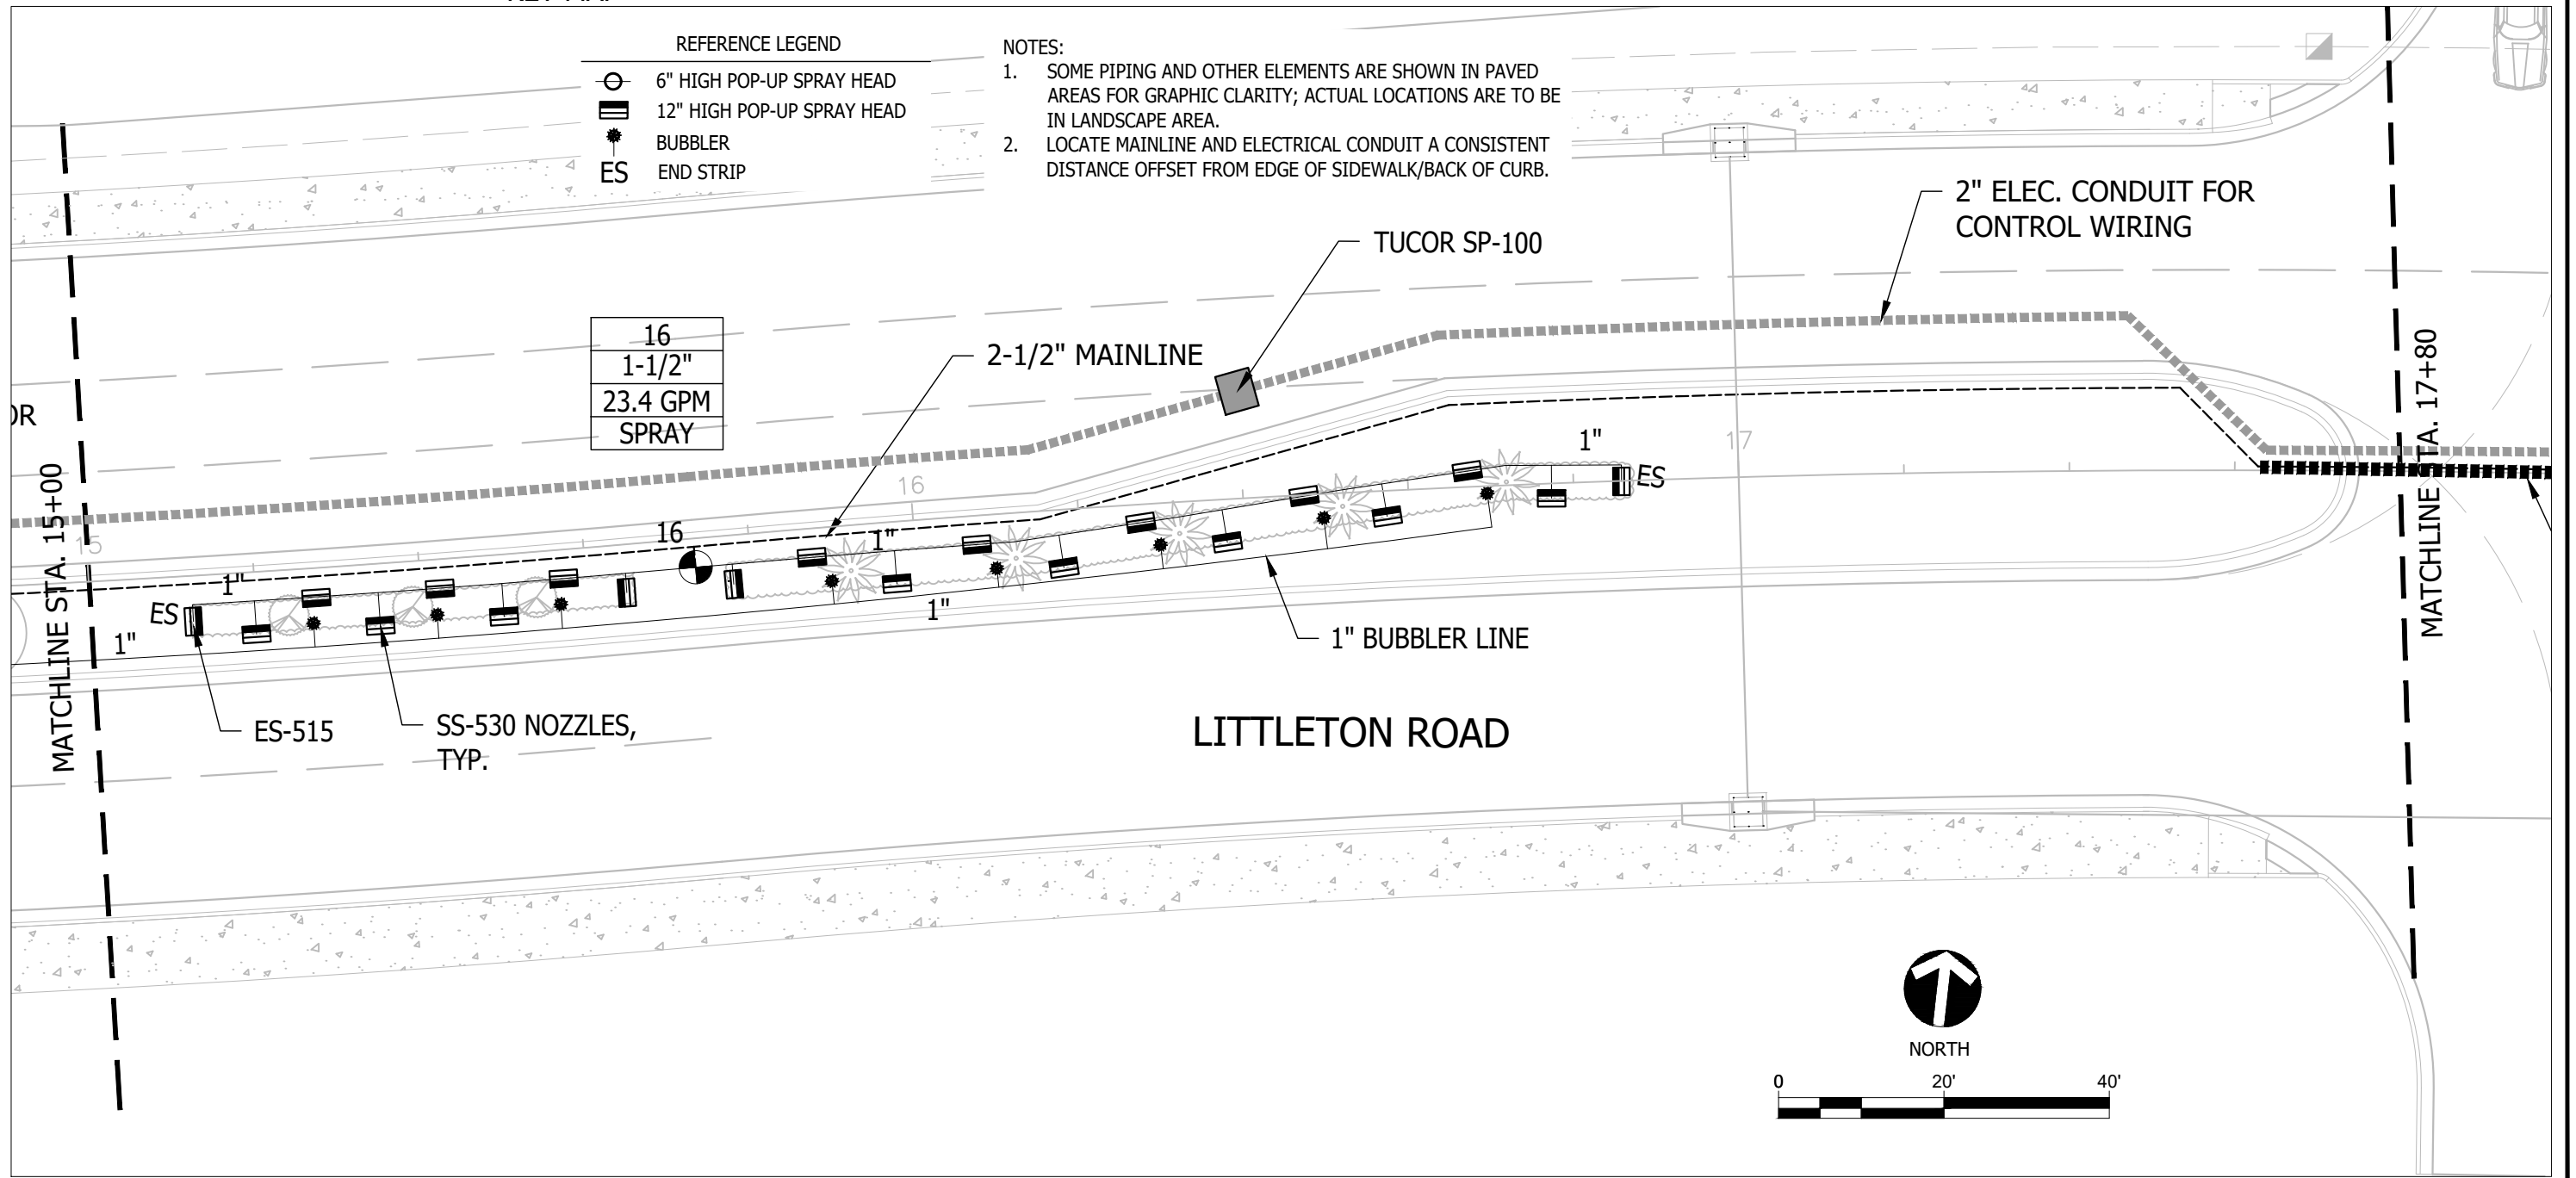 REFERENCE LEGEND
6" HIGH POP-UP SPRAY HEAD
12" HIGH POP-UP SPRAY HEAD
BUBBLER
ES END STRIP
NOTES:
1. SOME PIPING AND OTHER ELEMENTS ARE SHOWN IN PAVED
AREAS FOR GRAPHIC CLARITY; ACTUAL LOCATIONS ARE TO BE
IN LANDSCAPE AREA.
2. LOCATE MAINLINE AND ELECTRICAL CONDUIT A CONSISTENT
DISTANCE OFFSET FROM EDGE OF SIDEWALK/BACK OF CURB.
2" ELEC. CONDUIT FOR
CONTROL WIRING
TUCOR SP-100
16
1-1/2"
23.4 GPM
SPRAY
2-1/2" MAINLINE
OR
MATCHLINE STA. 15+00
MATCHLINE STA. 17+80
15
16
17
16
1"
1"
1"
1"
1"
ES
ES
1" BUBBLER LINE
ES-515
SS-530 NOZZLES,
TYP.
LITTLETON ROAD
NORTH
0 20' 40'